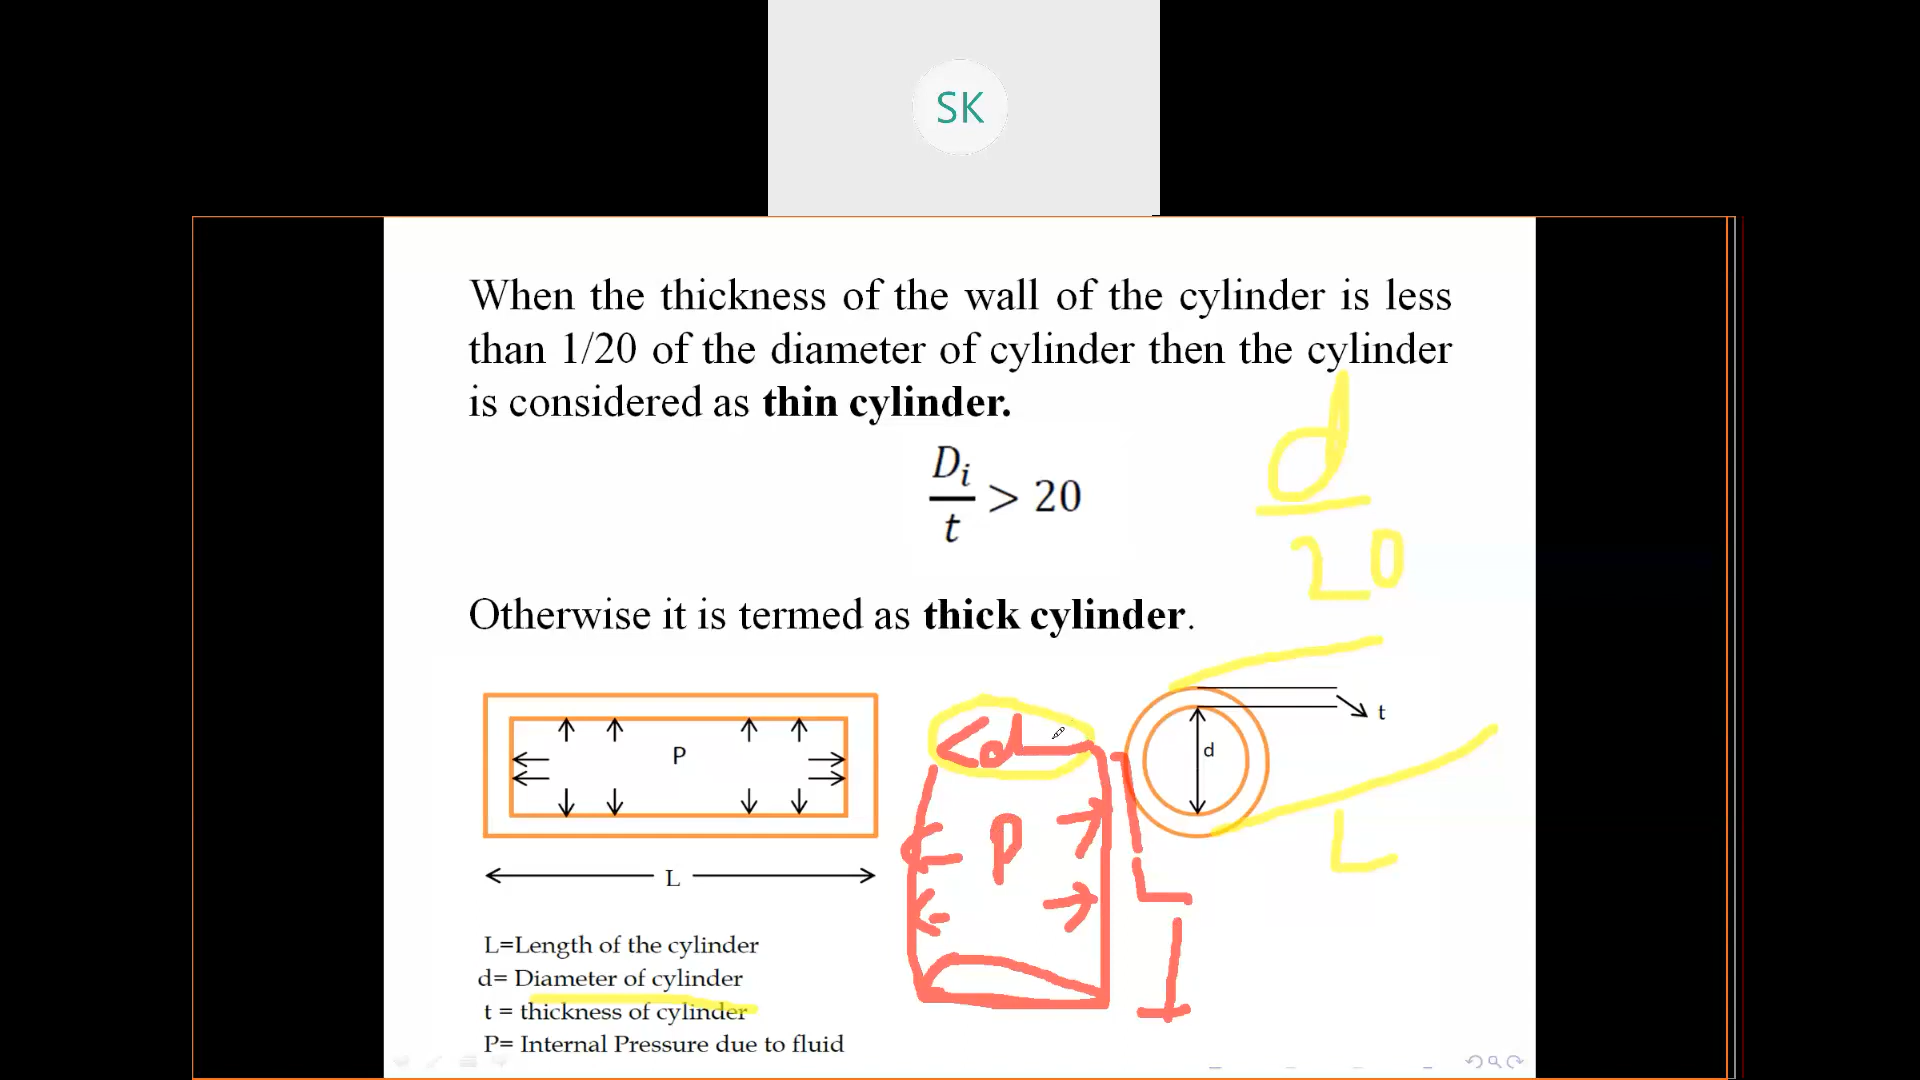 SK
When the thickness of the wall of the cylinder is less
than 1/20 of the diameter of cylinder then the cylinder
is considered as thin cylinder.
D_i/t > 20
d
20
Otherwise it is termed as thick cylinder.
P
L
d
P
L
d
t
L
L=Length of the cylinder
d= Diameter of cylinder
t = thickness of cylinder
P= Internal Pressure due to fluid